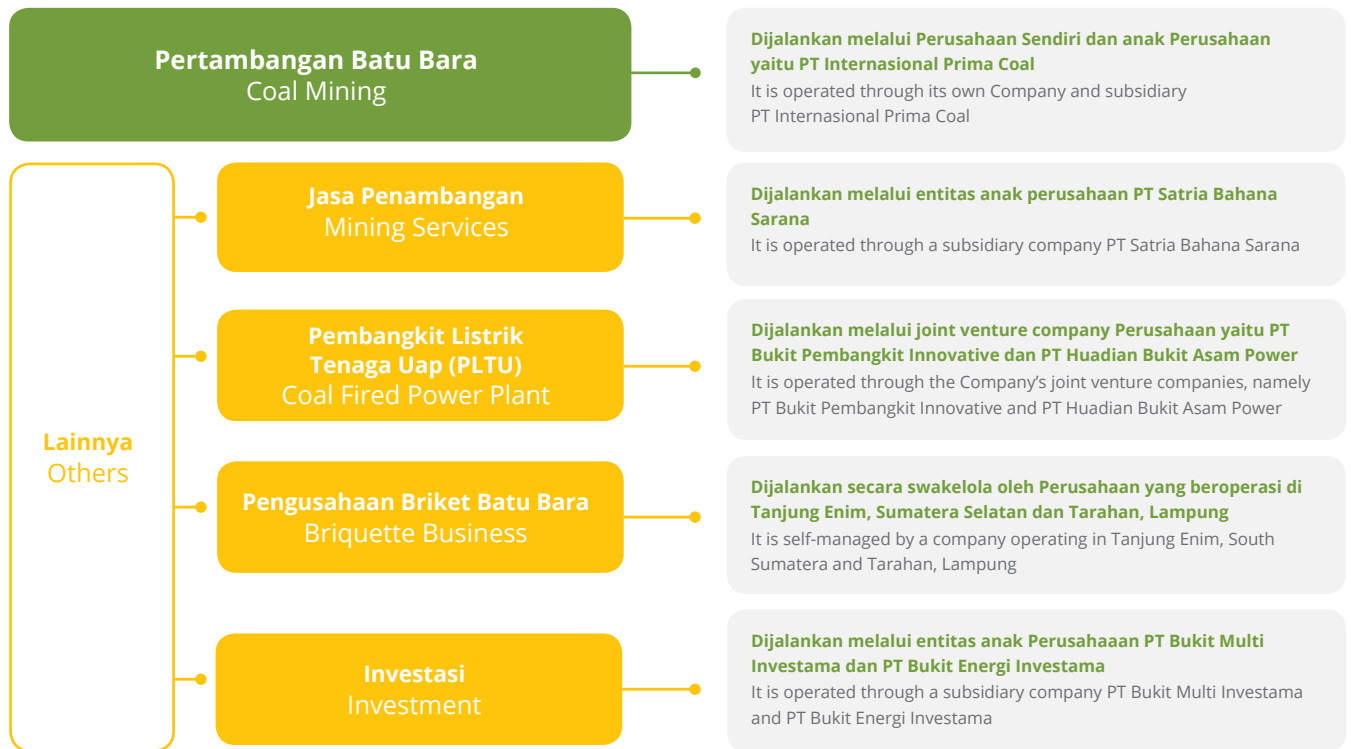 Pertambangan Batu Bara
Coal Mining
Dijalankan melalui Perusahaan Sendiri dan anak Perusahaan
yaitu PT Internasional Prima Coal
It is operated through its own Company and subsidiary
PT Internasional Prima Coal
Lainnya
Others
Jasa Penambangan
Mining Services
Dijalankan melalui entitas anak perusahaan PT Satria Bahana
Sarana
It is operated through a subsidiary company PT Satria Bahana Sarana
Pembangkit Listrik
Tenaga Uap (PLTU)
Coal Fired Power Plant
Dijalankan melalui joint venture company Perusahaan yaitu PT
Bukit Pembangkit Innovative dan PT Huadian Bukit Asam Power
It is operated through the Company’s joint venture companies, namely
PT Bukit Pembangkit Innovative and PT Huadian Bukit Asam Power
Pengusahaan Briket Batu Bara
Briquette Business
Dijalankan secara swakelola oleh Perusahaan yang beroperasi di
Tanjung Enim, Sumatera Selatan dan Tarahan, Lampung
It is self-managed by a company operating in Tanjung Enim, South
Sumatera and Tarahan, Lampung
Investasi
Investment
Dijalankan melalui entitas anak Perusahaaan PT Bukit Multi
Investama dan PT Bukit Energi Investama
It is operated through a subsidiary company PT Bukit Multi Investama
and PT Bukit Energi Investama